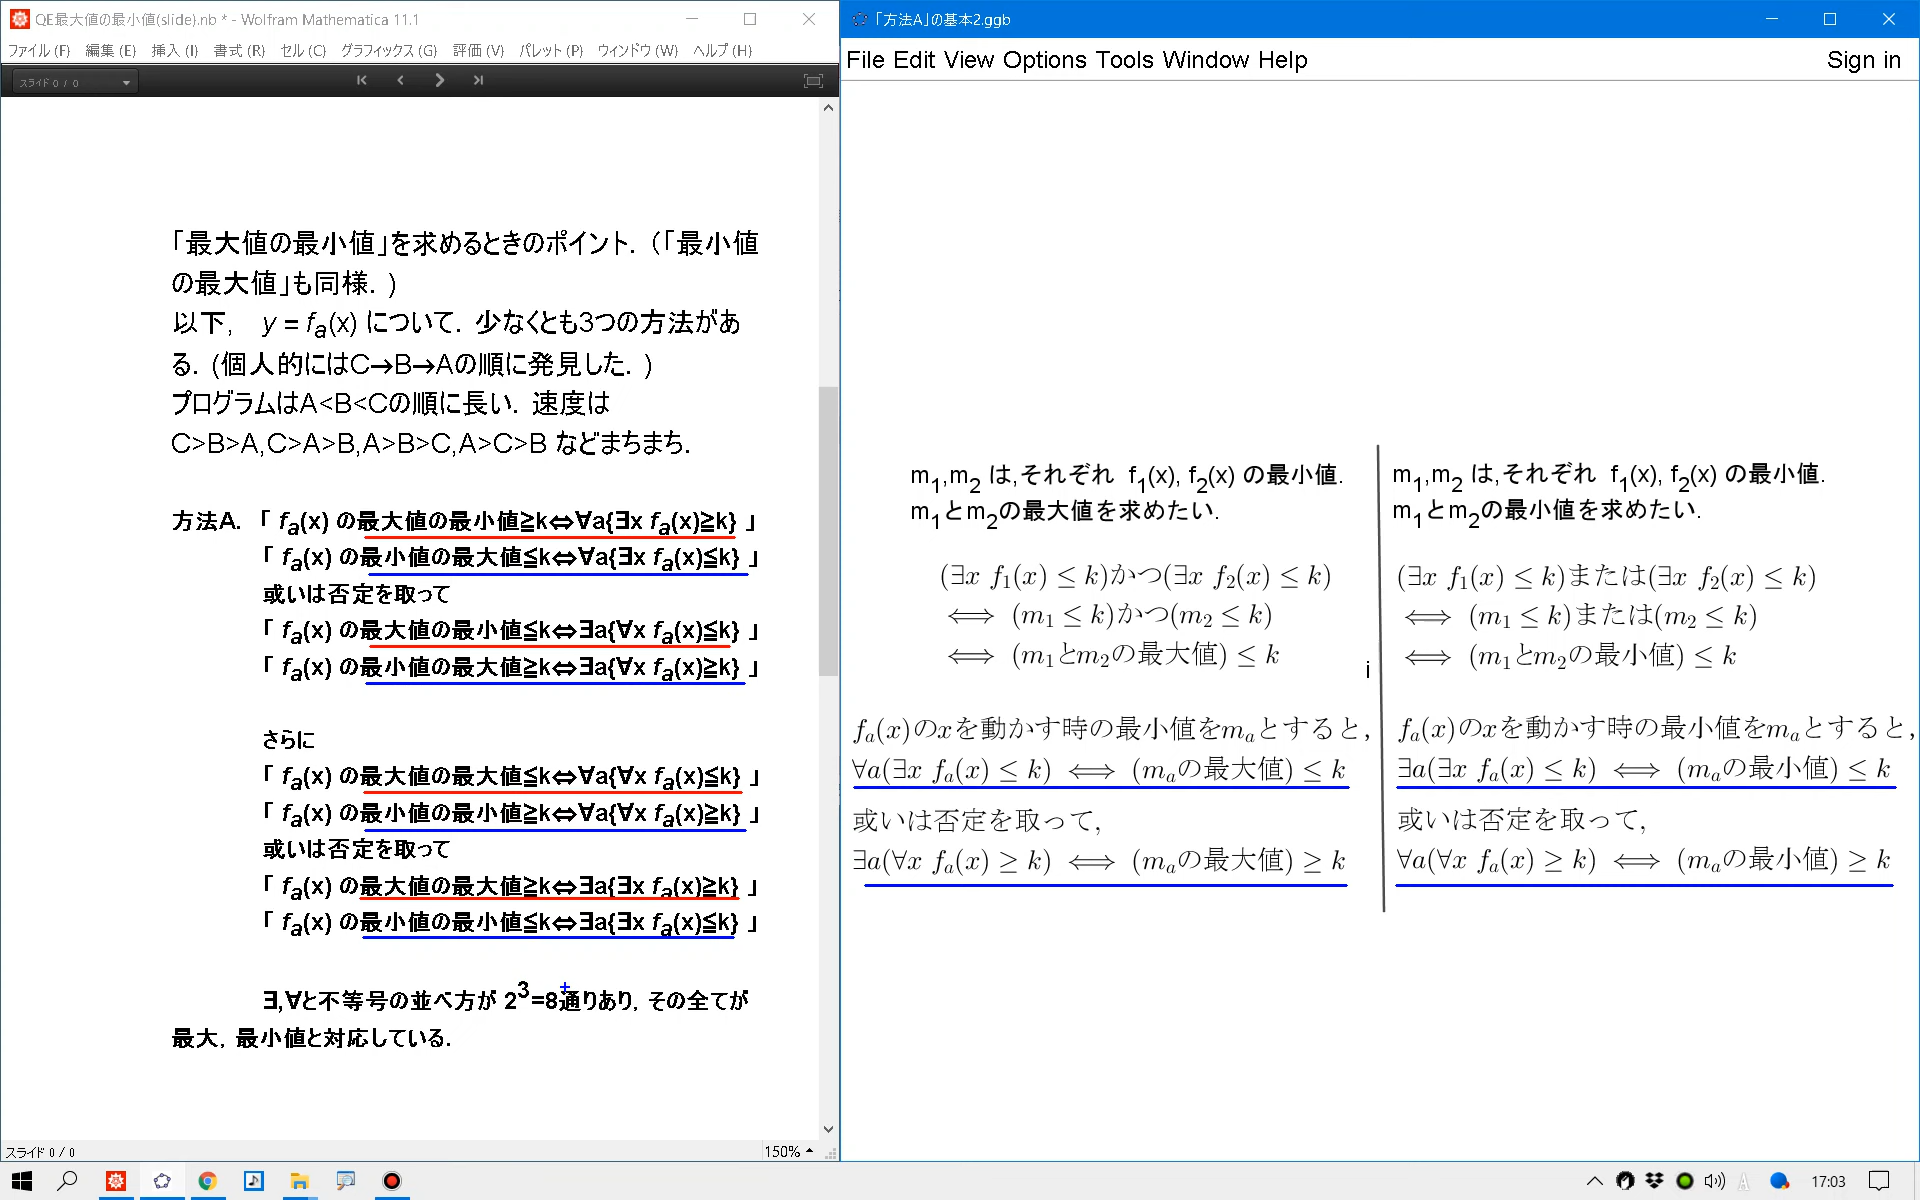 QE最大値の最小値(slide).nb * - Wolfram Mathematica 11.1
ファイル (F) 編集 (E) 挿入 (I) 書式 (R) セル (C) グラフィックス (G) 評価 (V) パレット (P) ウィンドウ (W) ヘルプ (H)
スライド 0 / 0
「最大値の最小値」を求めるときのポイント．（「最小値
の最大値」も同様．)
以下,　y = fa(x) について．少なくとも3つの方法があ
る．(個人的にはC→B→Aの順に発見した．)
プログラムはA<B<Cの順に長い．速度は
C>B>A,C>A>B,A>B>C,A>C>B などまちまち.
方法A.「 fa(x) の最大値の最小値≧k⇔∀a{∃x fa(x)≧k} 」
「 fa(x) の最小値の最大値≦k⇔∀a{∃x fa(x)≦k} 」
或いは否定を取って
「 fa(x) の最大値の最小値≦k⇔∃a{∀x fa(x)≦k} 」
「 fa(x) の最小値の最大値≧k⇔∃a{∀x fa(x)≧k} 」
さらに
「 fa(x) の最大値の最大値≦k⇔∀a{∀x fa(x)≦k} 」
「 fa(x) の最小値の最小値≧k⇔∀a{∀x fa(x)≧k} 」
或いは否定を取って
「 fa(x) の最大値の最大値≧k⇔∃a{∃x fa(x)≧k} 」
「 fa(x) の最小値の最小値≦k⇔∃a{∃x fa(x)≦k} 」
∃,∀と不等号の並べ方が 2^3=8通りあり, その全てが
最大，最小値と対応している.
スライド 0 / 0
150%
「方法A」の基本2.ggb
File Edit View Options Tools Window Help
Sign in
m1,m2 は,それぞれ f1(x), f2(x) の最小値.
m1とm2の最大値を求めたい.
(∃x f1(x) ≤ k)かつ(∃x f2(x) ≤ k)
⟺ (m1 ≤ k)かつ(m2 ≤ k)
⟺ (m1とm2の最大値) ≤ k
i
fa(x)のxを動かす時の最小値をmaとすると,
∀a(∃x fa(x) ≤ k) ⟺ (maの最大値) ≤ k
或いは否定を取って,
∃a(∀x fa(x) ≥ k) ⟺ (maの最大値) ≥ k
m1,m2 は,それぞれ f1(x), f2(x) の最小値.
m1とm2の最小値を求めたい.
(∃x f1(x) ≤ k)または(∃x f2(x) ≤ k)
⟺ (m1 ≤ k)または(m2 ≤ k)
⟺ (m1とm2の最小値) ≤ k
fa(x)のxを動かす時の最小値をmaとすると,
∃a(∃x fa(x) ≤ k) ⟺ (maの最小値) ≤ k
或いは否定を取って,
∀a(∀x fa(x) ≥ k) ⟺ (maの最小値) ≥ k
A
17:03